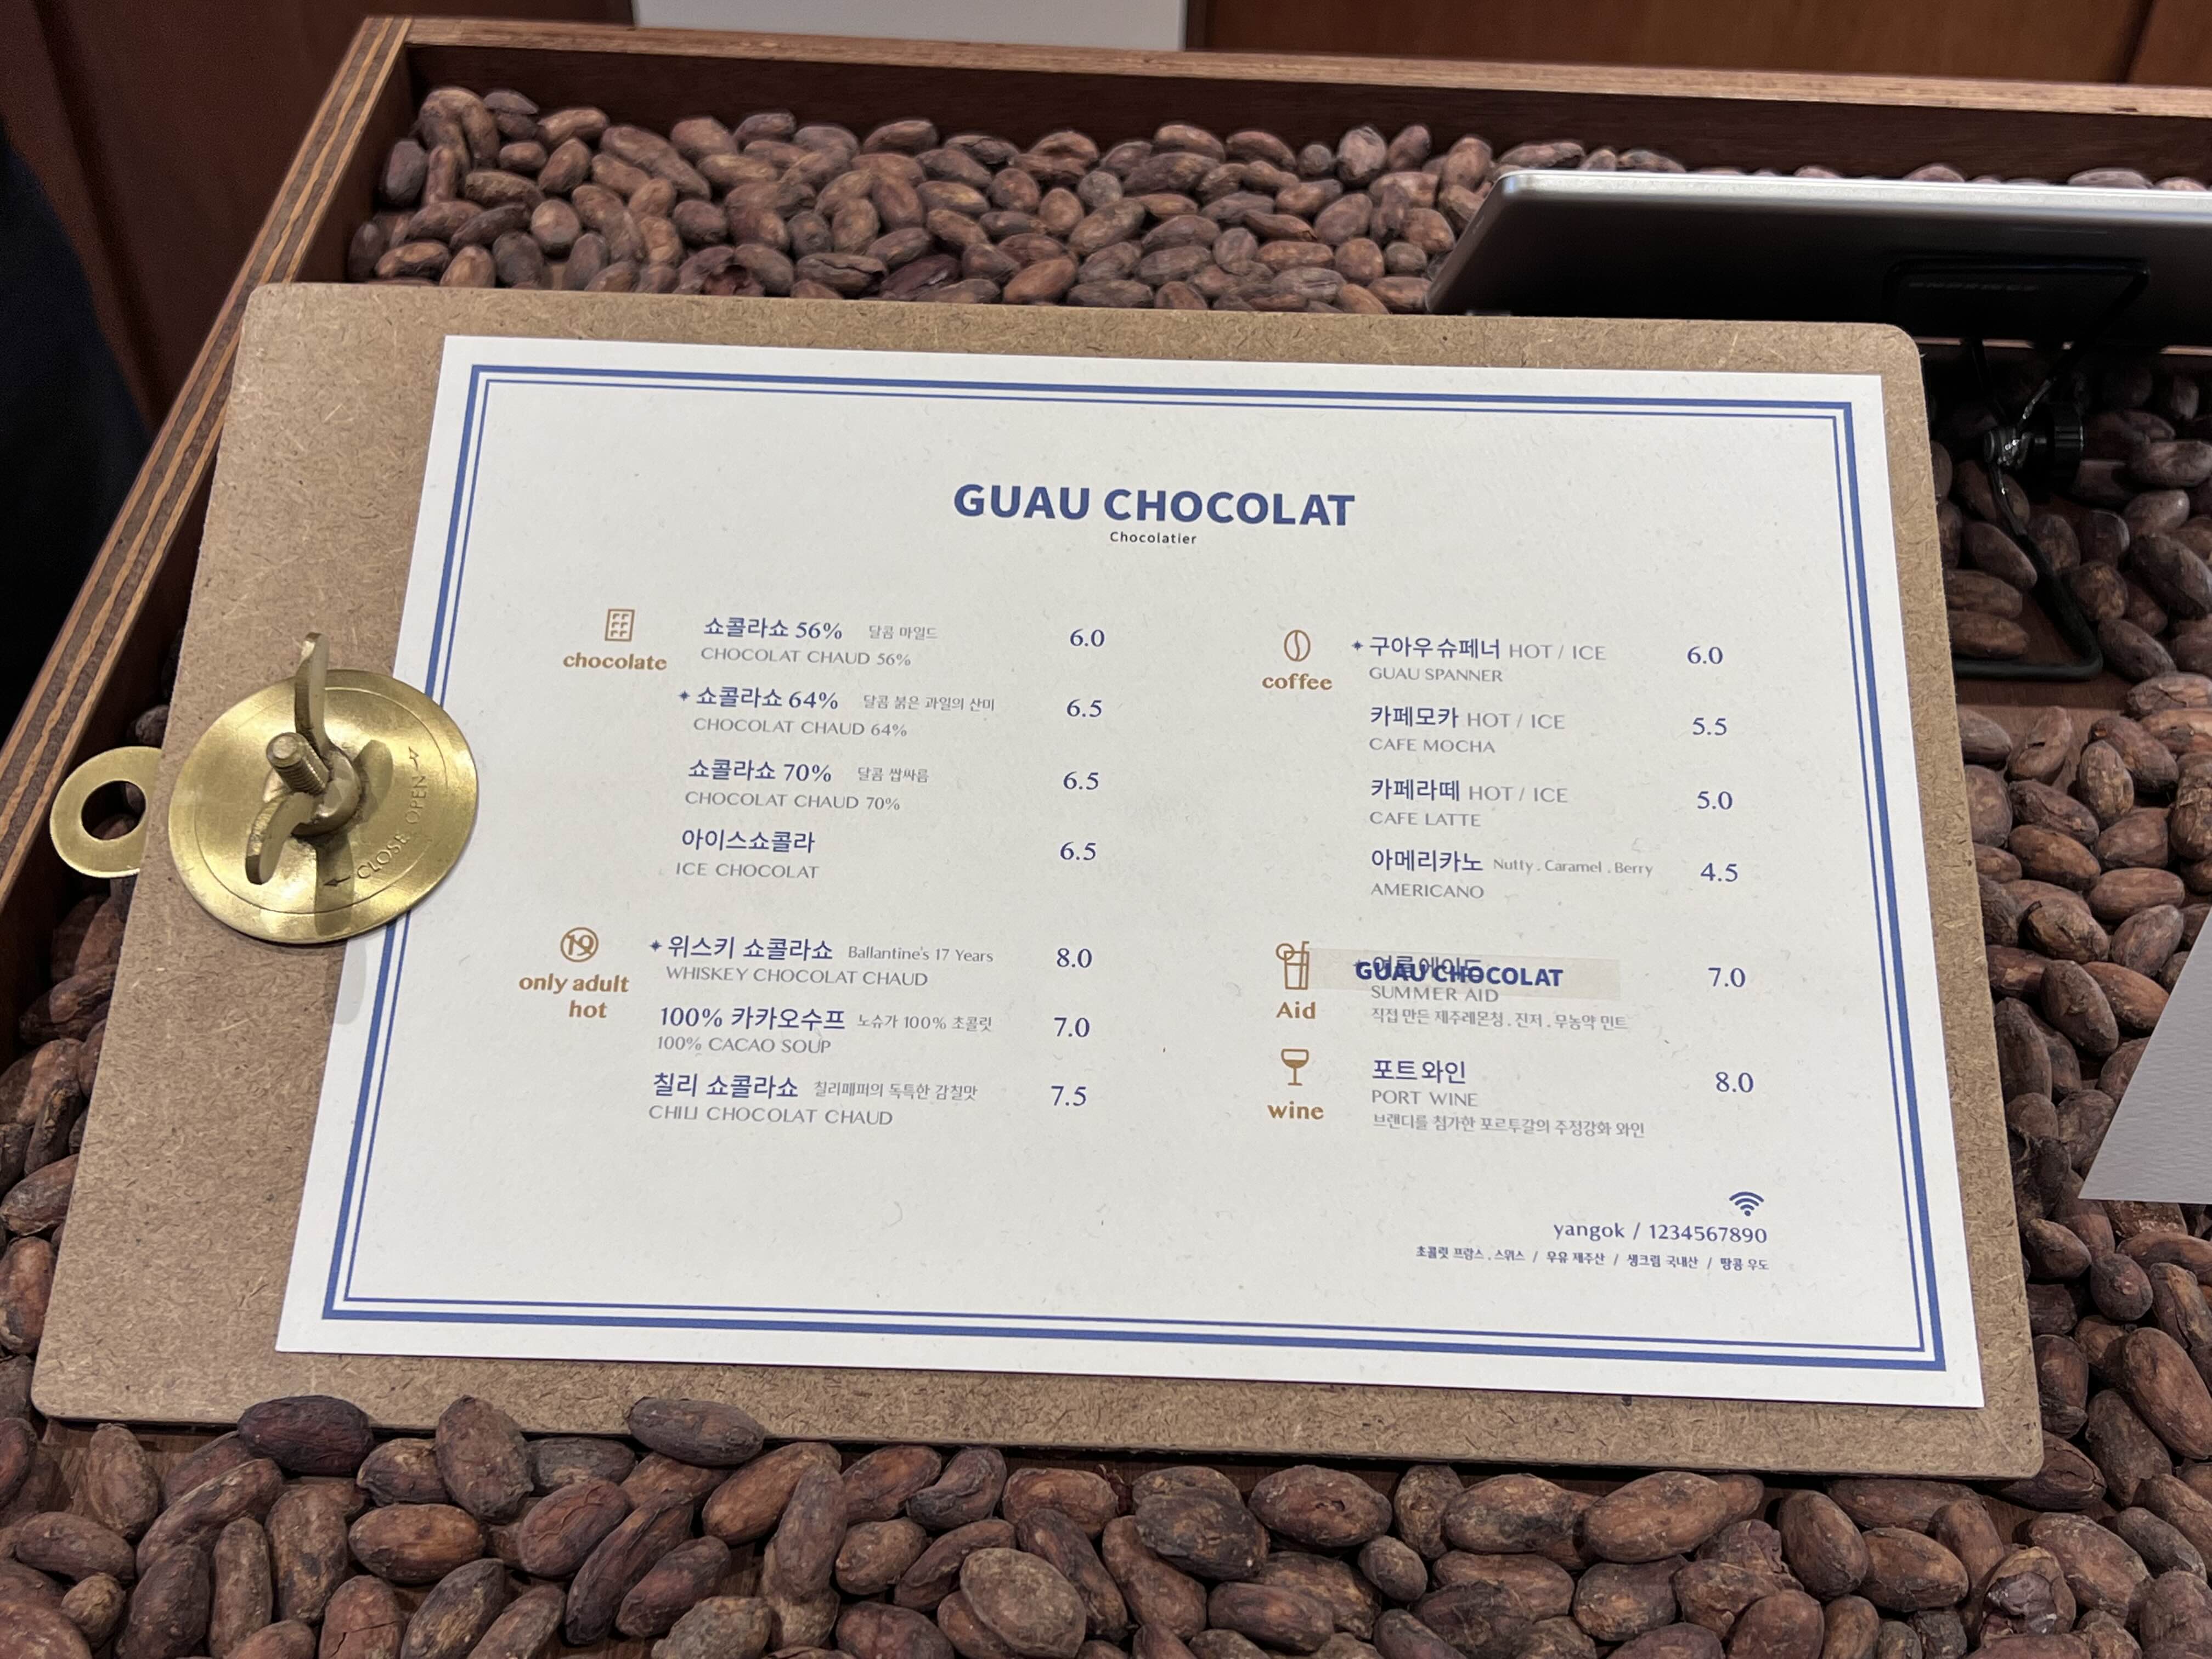 GUAU CHOCOLAT
Chocolatier
chocolate
쇼콜라쇼 56% 달콤 마일드 6.0
CHOCOLAT CHAUD 56%
✦ 쇼콜라쇼 64% 달콤 붉은 과일의 산미 6.5
CHOCOLAT CHAUD 64%
쇼콜라쇼 70% 달콤 쌉싸름 6.5
CHOCOLAT CHAUD 70%
아이스쇼콜라 6.5
ICE CHOCOLAT
19
only adult
hot
✦ 위스키 쇼콜라쇼 Ballantine's 17 Years 8.0
WHISKEY CHOCOLAT CHAUD
100% 카카오수프 노슈가 100% 초콜릿 7.0
100% CACAO SOUP
칠리 쇼콜라쇼 칠리페퍼의 독특한 감칠맛 7.5
CHILI CHOCOLAT CHAUD
coffee
✦ 구아우슈페너 HOT / ICE 6.0
GUAU SPANNER
카페모카 HOT / ICE 5.5
CAFE MOCHA
카페라떼 HOT / ICE 5.0
CAFE LATTE
아메리카노 Nutty . Caramel . Berry 4.5
AMERICANO
Aid
GUAU CHOCOLAT 7.0
SUMMER AID
직접 만든 제주레몬청 . 진저 . 무농약 민트
wine
포트와인 8.0
PORT WINE
브랜디를 첨가한 포르투갈의 주정강화 와인
yangok / 1234567890
초콜릿 프랑스 . 스위스 / 우유 제주산 / 생크림 국내산 / 땅콩 우도
CLOSE OPEN